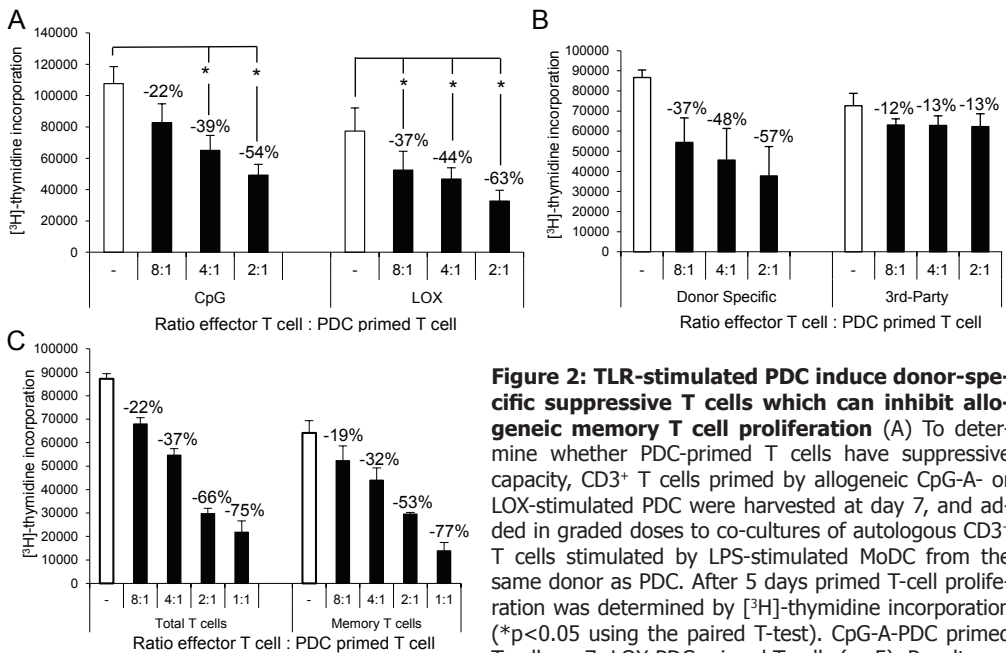 A
[³H]-thymidine incorporation
140000
120000
100000
80000
60000
40000
20000
0
-22%
-39%
-54%
-37%
-44%
-63%
* * * * *
- 8:1 4:1 2:1 - 8:1 4:1 2:1
CpG LOX
Ratio effector T cell : PDC primed T cell
B
[³H]-thymidine incorporation
100000
90000
80000
70000
60000
50000
40000
30000
20000
10000
0
-37%
-48%
-57%
-12%
-13%
-13%
- 8:1 4:1 2:1 - 8:1 4:1 2:1
Donor Specific 3rd-Party
Ratio effector T cell : PDC primed T cell
C
[³H]-thymidine incorporation
100000
90000
80000
70000
60000
50000
40000
30000
20000
10000
0
-22%
-37%
-66%
-75%
-19%
-32%
-53%
-77%
- 8:1 4:1 2:1 1:1 - 8:1 4:1 2:1 1:1
Total T cells Memory T cells
Ratio effector T cell : PDC primed T cell
Figure 2: TLR-stimulated PDC induce donor-spe-
cific suppressive T cells which can inhibit allo-
geneic memory T cell proliferation (A) To deter-
mine whether PDC-primed T cells have suppressive
capacity, CD3⁺ T cells primed by allogeneic CpG-A- or
LOX-stimulated PDC were harvested at day 7, and ad-
ded in graded doses to co-cultures of autologous CD3⁺
T cells stimulated by LPS-stimulated MoDC from the
same donor as PDC. After 5 days primed T-cell prolife-
ration was determined by [³H]-thymidine incorporation
(*p<0.05 using the paired T-test). CpG-A-PDC primed